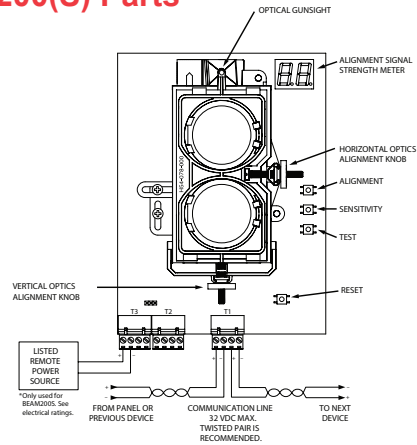 200(S) Parts
OPTICAL GUNSIGHT
ALIGNMENT SIGNAL
STRENGTH METER
HORIZONTAL OPTICS
ALIGNMENT KNOB
ALIGNMENT
SENSITIVITY
TEST
RESET
VERTICAL OPTICS
ALIGNMENT KNOB
T3
T2
T1
+
-
+
-
+
-
LISTED
REMOTE
POWER
SOURCE
*Only used for
BEAM200S. See
electrical ratings.
+
-
-
+
FROM PANEL OR
PREVIOUS DEVICE
COMMUNICATION LINE
32 VDC MAX.
TWISTED PAIR IS
RECOMMENDED.
TO NEXT
DEVICE